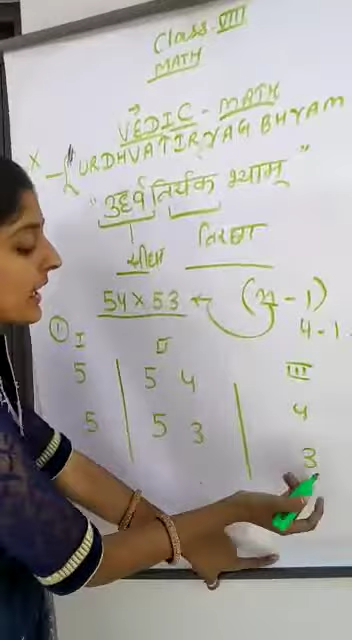 Class-VIII
MATH
VEDIC-MATH
x - URDHVATIRYAGBHYAM
"उर्ध्व तिर्यक भ्याम्"
सीधा तिरछा
54 x 53
4-1
① I II III
5 5 4 4
5 5 3 3